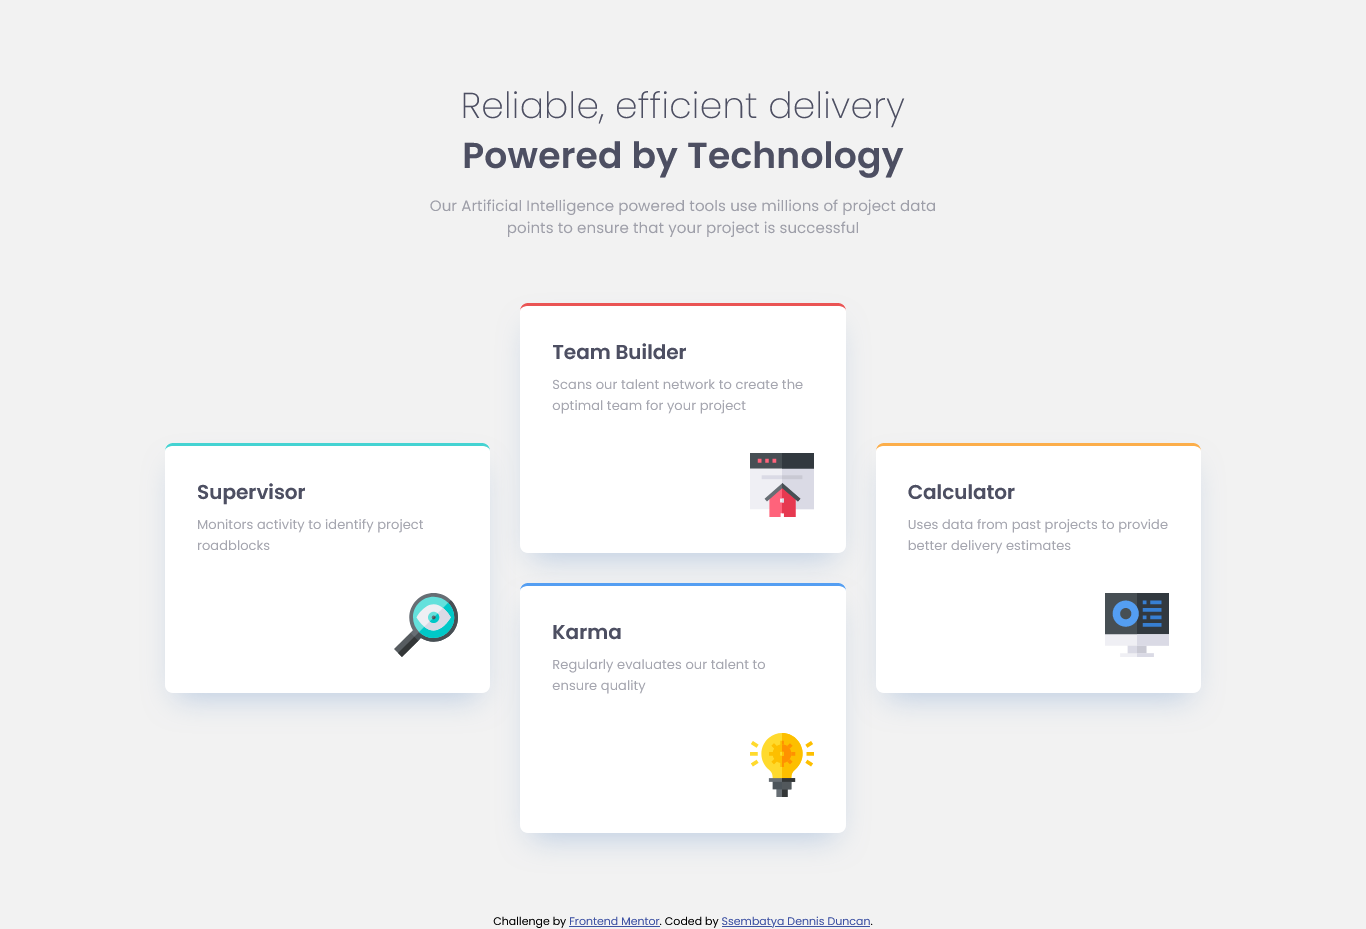 Reliable, efficient delivery
Powered by Technology
Our Artificial Intelligence powered tools use millions of project data
points to ensure that your project is successful
Team Builder
Scans our talent network to create the
optimal team for your project
Supervisor
Monitors activity to identify project
roadblocks
Calculator
Uses data from past projects to provide
better delivery estimates
Karma
Regularly evaluates our talent to
ensure quality
Challenge by Frontend Mentor. Coded by Ssembatya Dennis Duncan.